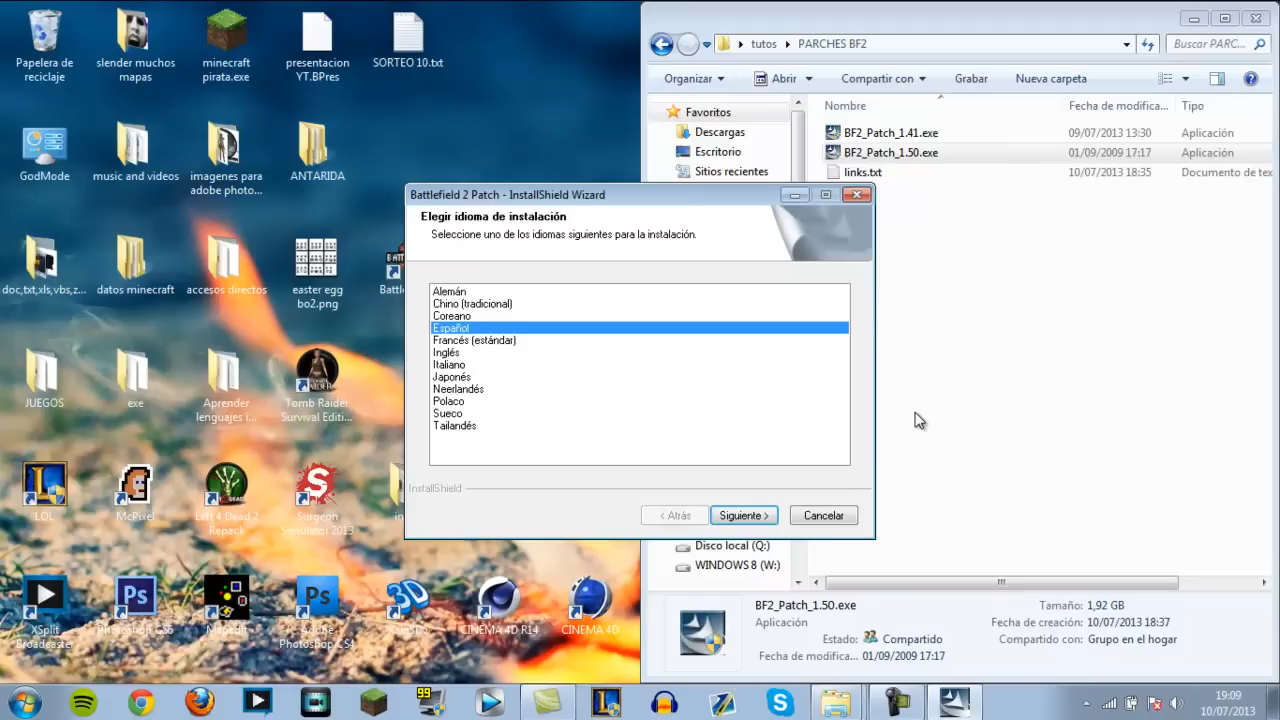 Papelera de
reciclaje
slender muchos
mapas
minecraft
pirata.exe
presentacion
YT.BPres
SORTEO 10.txt
GodMode
music and videos
imagenes para
adobe photo...
ANTARIDA
doc,txt,xls,vbs,z...
datos minecraft
accesos directos
easter egg
bo2.png
JUEGOS
exe
Aprender
lenguajes i...
Tomb Raider
Survival Editi...
LOL
McPixel
Left 4 Dead 2
Repack
Surgeon
Simulator 2013
XSplit
Broadcaster
Photoshop CS6
Adobe
Photoshop CS4
CINEMA 4D R14
CINEMA 4D
tutos
PARCHES BF2
Buscar PARC...
Organizar
Abrir
Compartir con
Grabar
Nueva carpeta
Favoritos
Descargas
Escritorio
Sitios recientes
Nombre
Fecha de modifica...
Tipo
BF2_Patch_1.41.exe
09/07/2013 13:30
Aplicación
BF2_Patch_1.50.exe
01/09/2009 17:17
Aplicación
links.txt
10/07/2013 18:35
Documento de tex
Battlefield 2 Patch - InstallShield Wizard
Elegir idioma de instalación
Seleccione uno de los idiomas siguientes para la instalación.
Alemán
Chino (tradicional)
Coreano
Español
Francés (estándar)
Inglés
Italiano
Japonés
Neerlandés
Polaco
Sueco
Tailandés
InstallShield
< Atrás
Siguiente >
Cancelar
Disco local (Q:)
WINDOWS 8 (W:)
BF2_Patch_1.50.exe
Aplicación
Estado:
Compartido
Fecha de modifica...
01/09/2009 17:17
Tamaño:
1,92 GB
Fecha de creación:
10/07/2013 18:37
Compartido con:
Grupo en el hogar
99
19:09
10/07/2013